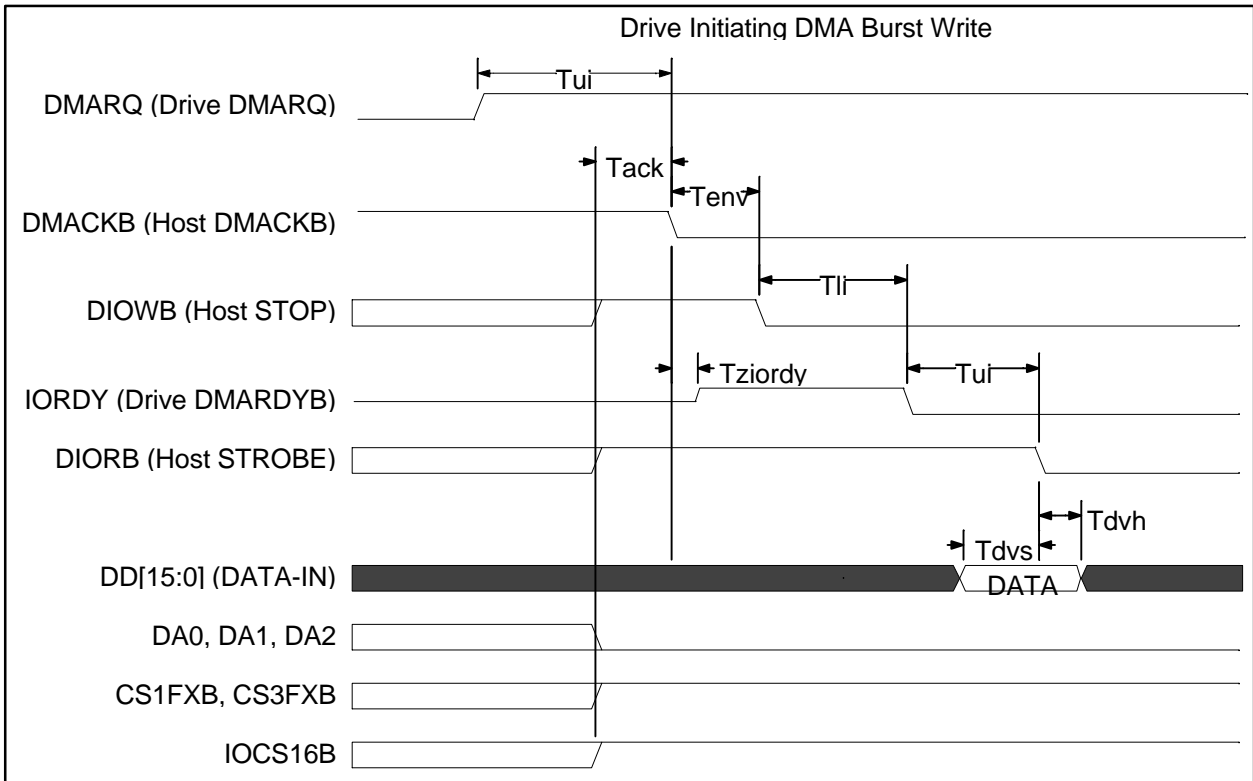 Drive Initiating DMA Burst Write
Tui
DMARQ (Drive DMARQ)
Tack
Tenv
DMACKB (Host DMACKB)
Tli
DIOWB (Host STOP)
Tziordy
Tui
IORDY (Drive DMARDYB)
DIORB (Host STROBE)
Tdvh
Tdvs
DD[15:0] (DATA-IN)
DATA
DA0, DA1, DA2
CS1FXB, CS3FXB
IOCS16B